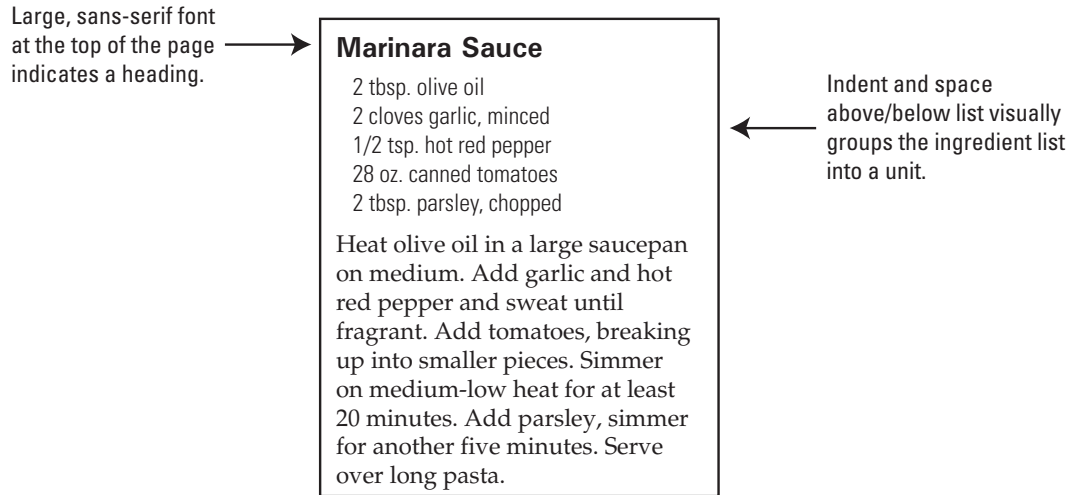 Large, sans-serif font
at the top of the page
indicates a heading.
Marinara Sauce
2 tbsp. olive oil
2 cloves garlic, minced
1/2 tsp. hot red pepper
28 oz. canned tomatoes
2 tbsp. parsley, chopped
Indent and space
above/below list visually
groups the ingredient list
into a unit.
Heat olive oil in a large saucepan
on medium. Add garlic and hot
red pepper and sweat until
fragrant. Add tomatoes, breaking
up into smaller pieces. Simmer
on medium-low heat for at least
20 minutes. Add parsley, simmer
for another five minutes. Serve
over long pasta.